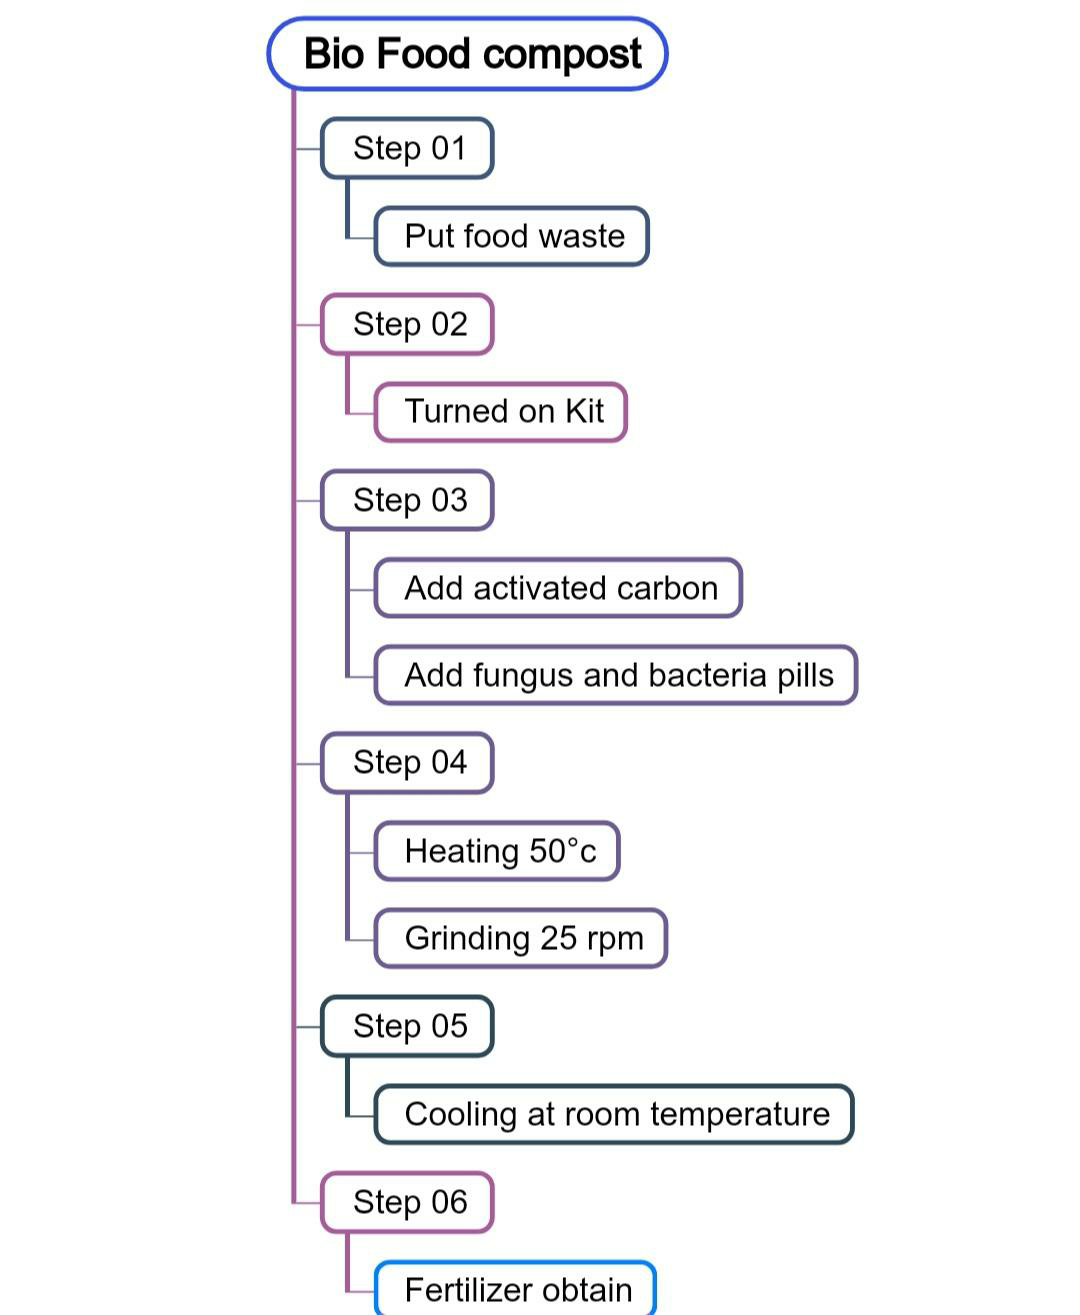 Bio Food compost
Step 01
Put food waste
Step 02
Turned on Kit
Step 03
Add activated carbon
Add fungus and bacteria pills
Step 04
Heating 50°c
Grinding 25 rpm
Step 05
Cooling at room temperature
Step 06
Fertilizer obtain